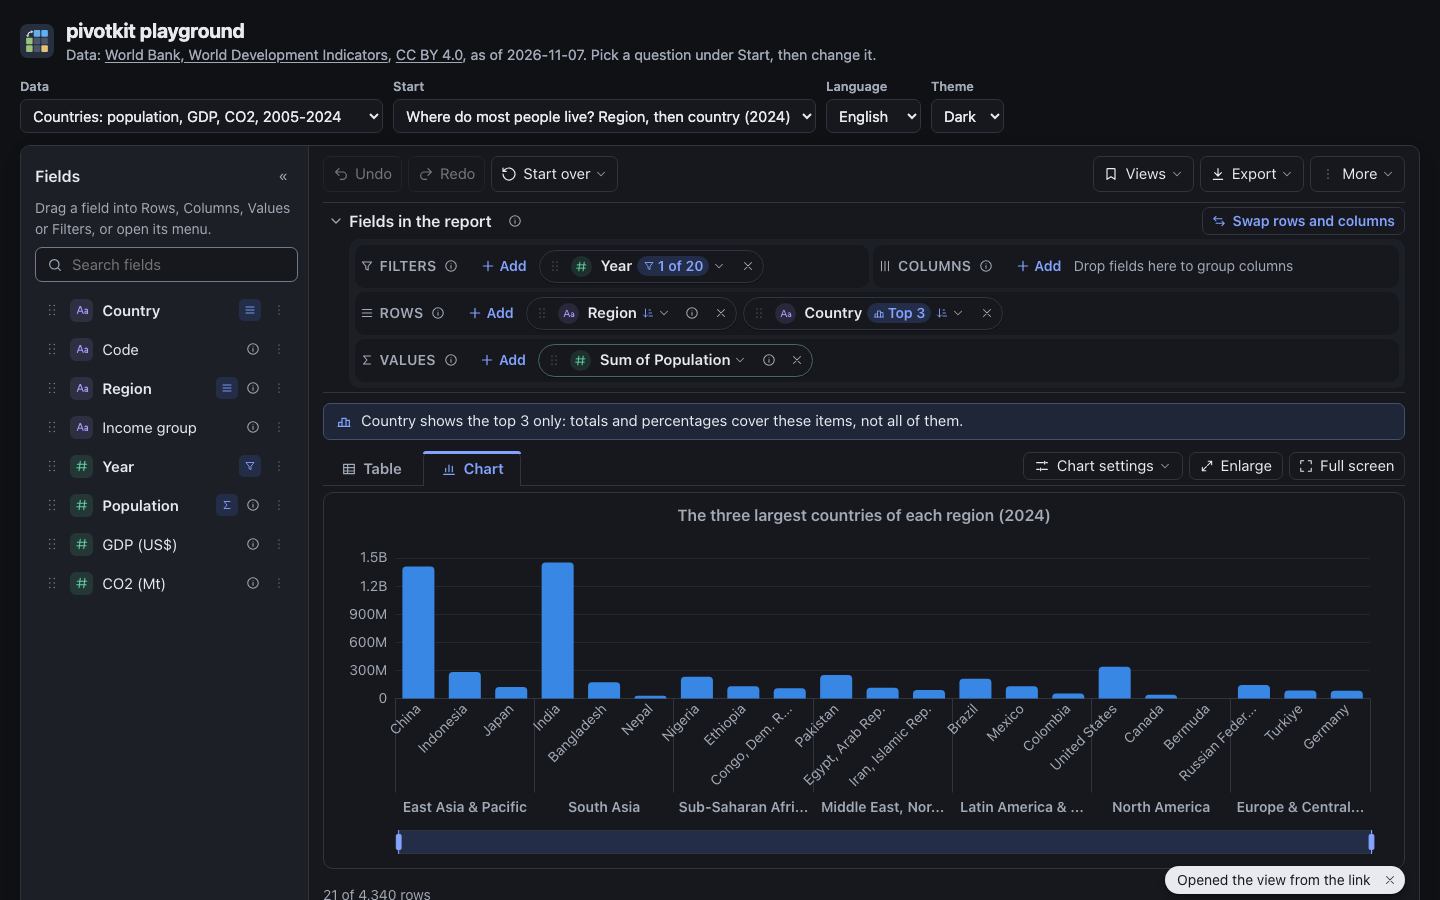 pivotkit playground
Data: World Bank, World Development Indicators, CC BY 4.0, as of 2026-11-07. Pick a question under Start, then change it.
Data
Start
Language
Theme
Countries: population, GDP, CO2, 2005-2024
Where do most people live? Region, then country (2024)
English
Dark
Fields
«
Drag a field into Rows, Columns, Values
or Filters, or open its menu.
Search fields
Aa Country
Aa Code
Aa Region
Aa Income group
# Year
# Population Σ
# GDP (US$)
# CO2 (Mt)
Undo
Redo
Start over
Views
Export
More
Fields in the report
Swap rows and columns
FILTERS + Add # Year 1 of 20
COLUMNS + Add Drop fields here to group columns
ROWS + Add Aa Region Aa Country Top 3
Σ VALUES + Add # Sum of Population
Country shows the top 3 only: totals and percentages cover these items, not all of them.
Table
Chart
Chart settings
Enlarge
Full screen
The three largest countries of each region (2024)
1.5B
1.2B
900M
600M
300M
0
China
Indonesia
Japan
India
Bangladesh
Nepal
Nigeria
Ethiopia
Congo, Dem. R...
Pakistan
Egypt, Arab Rep.
Iran, Islamic Rep.
Brazil
Mexico
Colombia
United States
Canada
Bermuda
Russian Feder...
Turkiye
Germany
East Asia & Pacific
South Asia
Sub-Saharan Afri...
Middle East, Nor...
Latin America & ...
North America
Europe & Central...
21 of 4,340 rows
Opened the view from the link